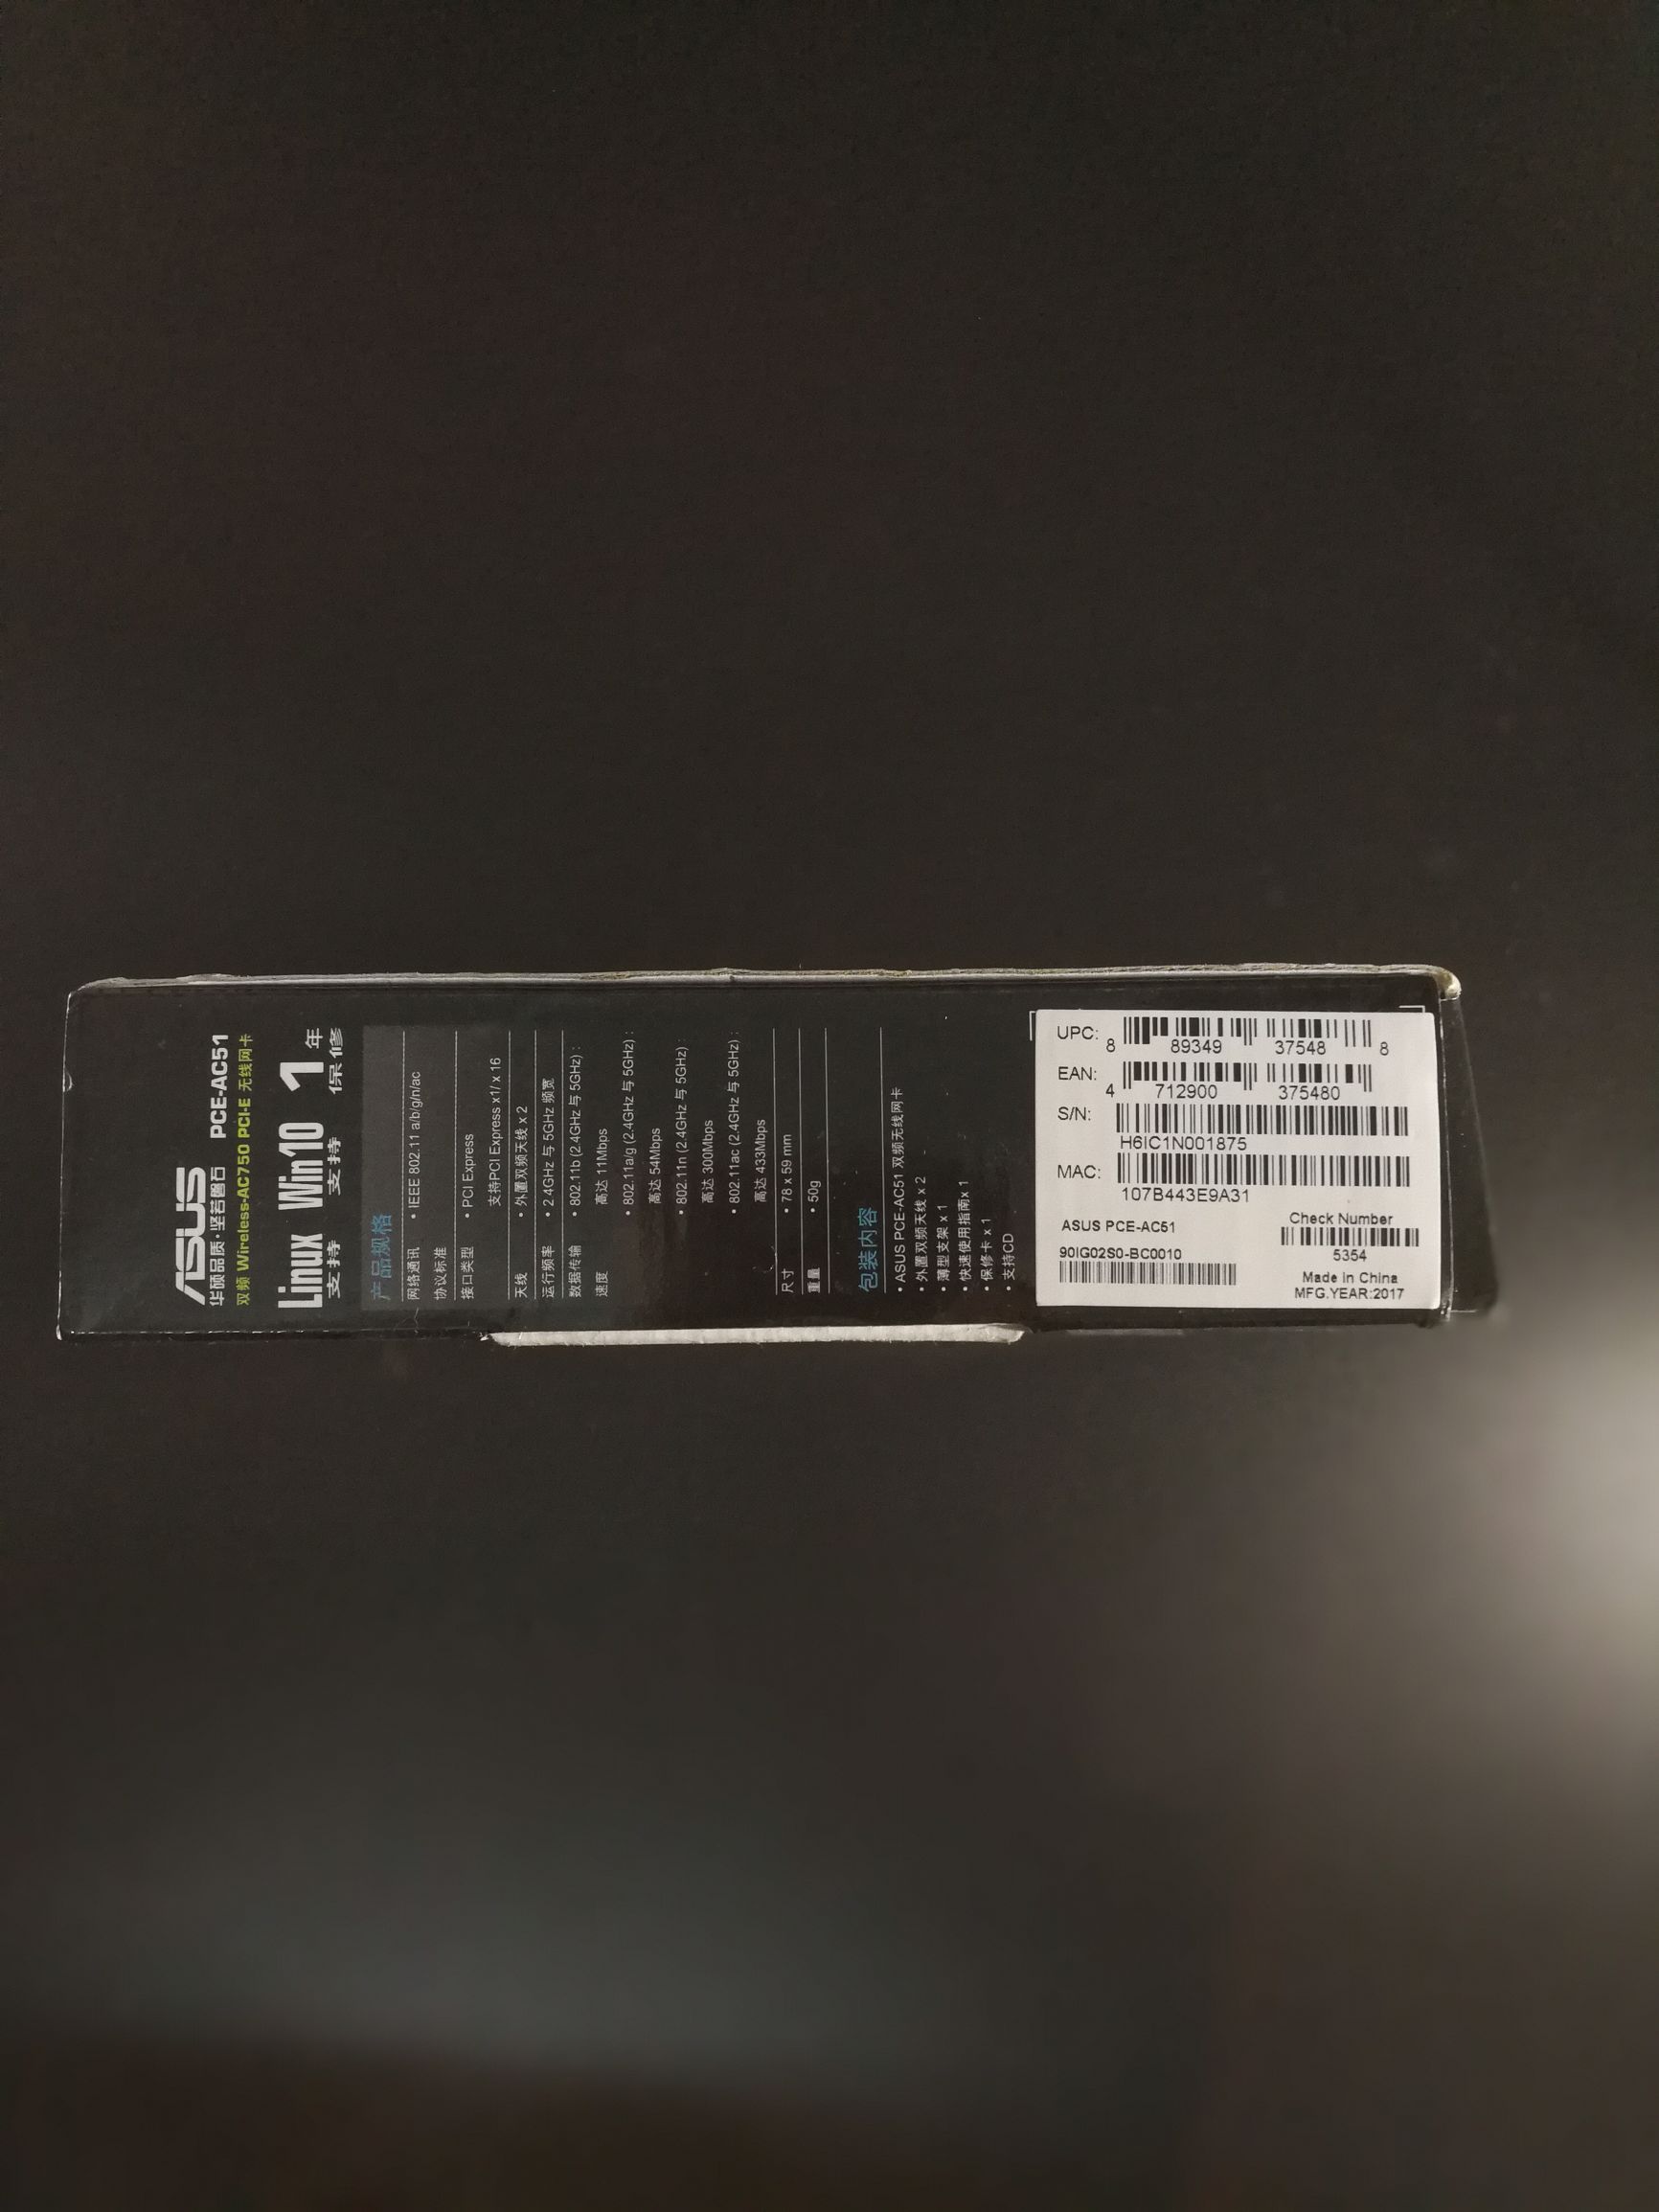 ASUS
华硕品质·坚若磐石 PCE-AC51
双频 Wireless-AC750 PCI-E 无线网卡
Linux Win10 1年
支持 支持 保修
产品规格
网络通讯 • IEEE 802.11 a/b/g/n/ac
协议标准
接口类型 • PCI Express
支持PCI Express x1/ x 16
天线 • 外置双频天线 x 2
运行频率 • 2.4GHz 与 5GHz 频宽
数据传输 • 802.11b (2.4GHz 与 5GHz) :
速度 高达 11Mbps
• 802.11a/g (2.4GHz 与 5GHz) :
高达 54Mbps
• 802.11n (2.4GHz 与 5GHz) :
高达 300Mbps
• 802.11ac (2.4GHz 与 5GHz) :
高达 433Mbps
尺寸 • 78 x 59 mm
重量 • 50g
包装内容
• ASUS PCE-AC51 双频无线网卡
• 外置双频天线 x 2
• 薄型支架 x 1
• 快速使用指南x 1
• 保修卡 x 1
• 支持CD
UPC: 8 89349 37548 8
EAN: 4 712900 375480
S/N:
H6IC1N001875
MAC:
107B443E9A31
ASUS PCE-AC51
90IG02S0-BC0010
Check Number
5354
Made in China
MFG.YEAR:2017